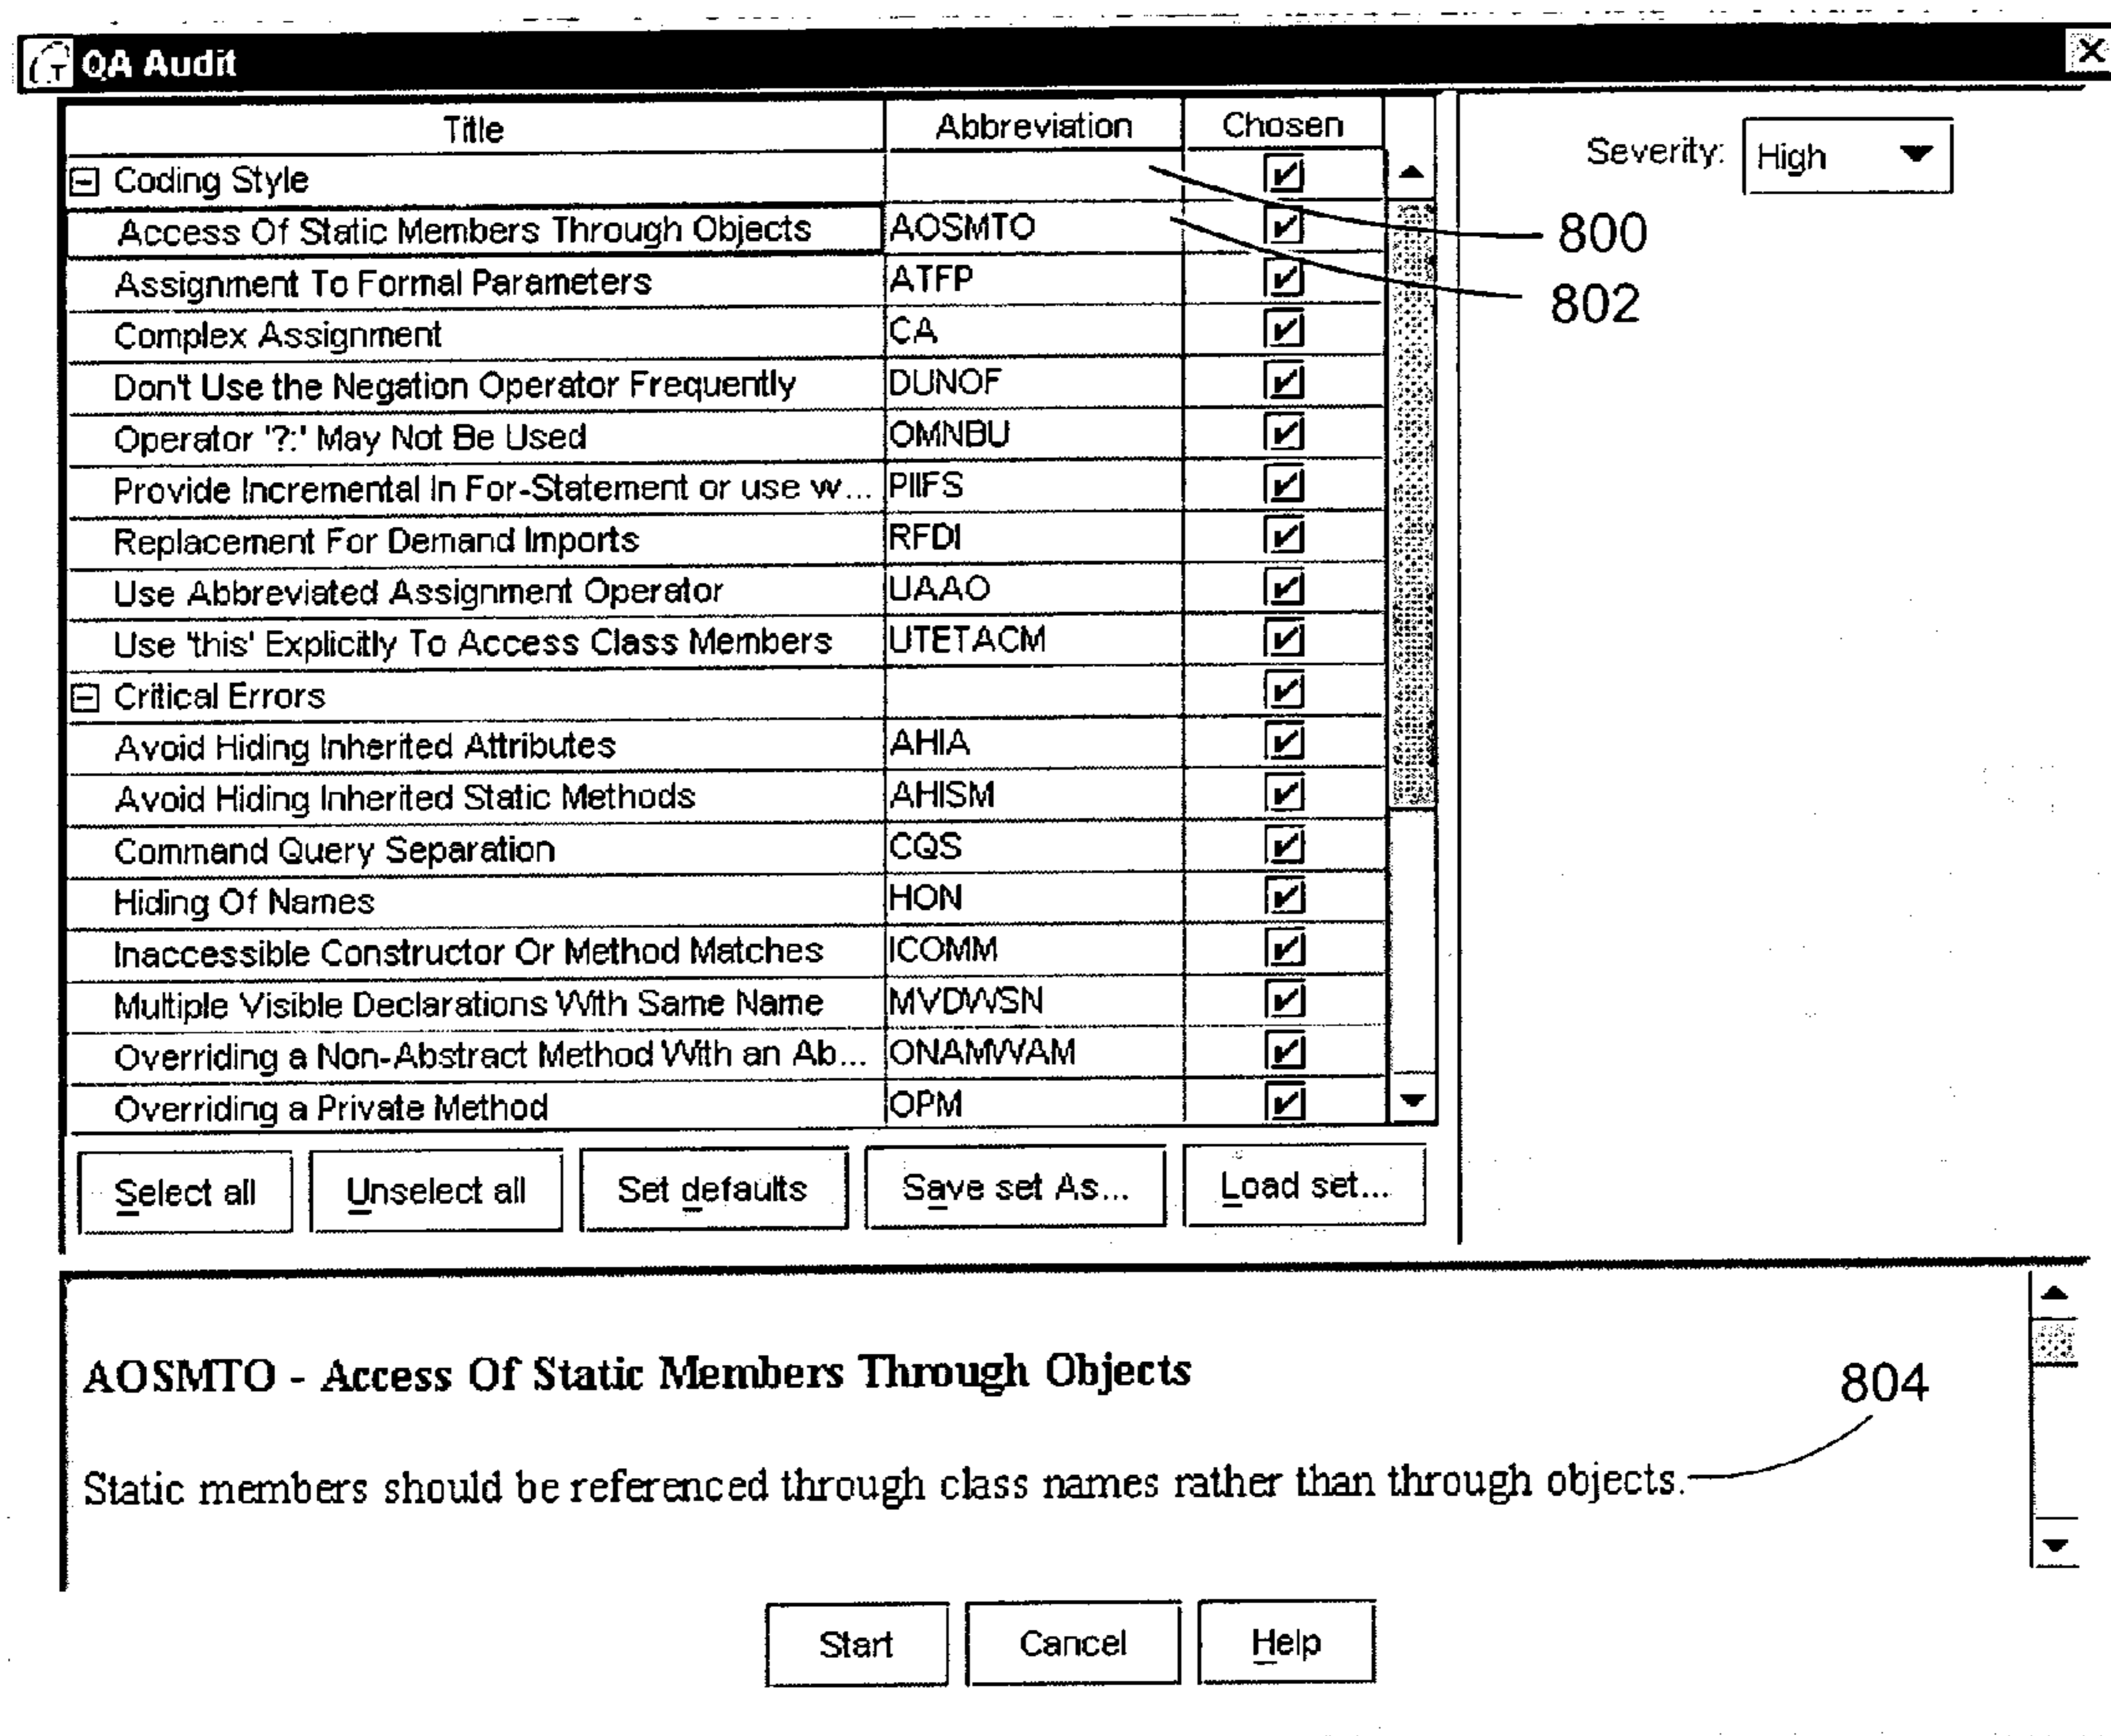 QA Audit
Title Abbreviation Chosen
Severity: High
Coding Style
Access Of Static Members Through Objects AOSMTO
800
Assignment To Formal Parameters ATFP
802
Complex Assignment CA
Don't Use the Negation Operator Frequently DUNOF
Operator '?:' May Not Be Used OMNBU
Provide Incremental In For-Statement or use w... PIIFS
Replacement For Demand Imports RFDI
Use Abbreviated Assignment Operator UAAO
Use 'this' Explicitly To Access Class Members UTETACM
Critical Errors
Avoid Hiding Inherited Attributes AHIA
Avoid Hiding Inherited Static Methods AHISM
Command Query Separation CQS
Hiding Of Names HON
Inaccessible Constructor Or Method Matches ICOMM
Multiple Visible Declarations With Same Name MVDWSN
Overriding a Non-Abstract Method With an Ab... ONAMWAM
Overriding a Private Method OPM
Select all Unselect all Set defaults Save set As... Load set...
AOSMTO - Access Of Static Members Through Objects
804
Static members should be referenced through class names rather than through objects.
Start Cancel Help